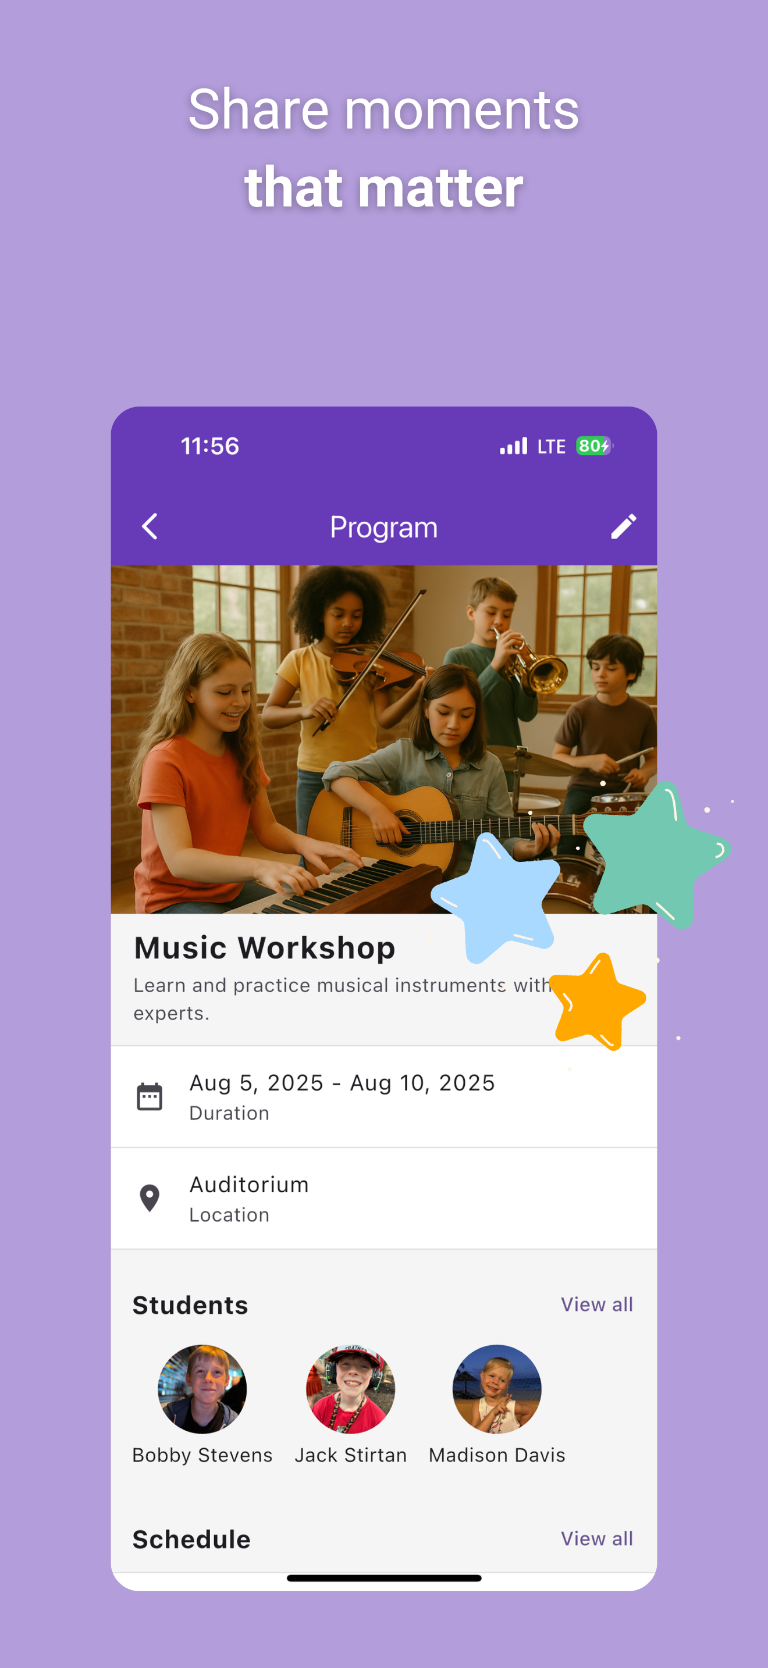 Share moments
that matter
11:56
LTE
80
Program
Music Workshop
Learn and practice musical instruments with
experts.
Aug 5, 2025 - Aug 10, 2025
Duration
Auditorium
Location
Students
View all
Bobby Stevens
Jack Stirtan
Madison Davis
Schedule
View all